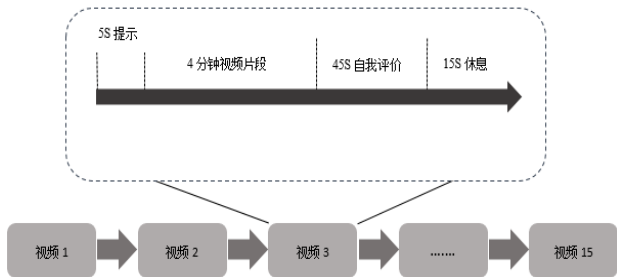 5S 提示
4 分钟视频片段
45S 自我评价
15S 休息
视频 1
视频 2
视频 3
.......
视频 15